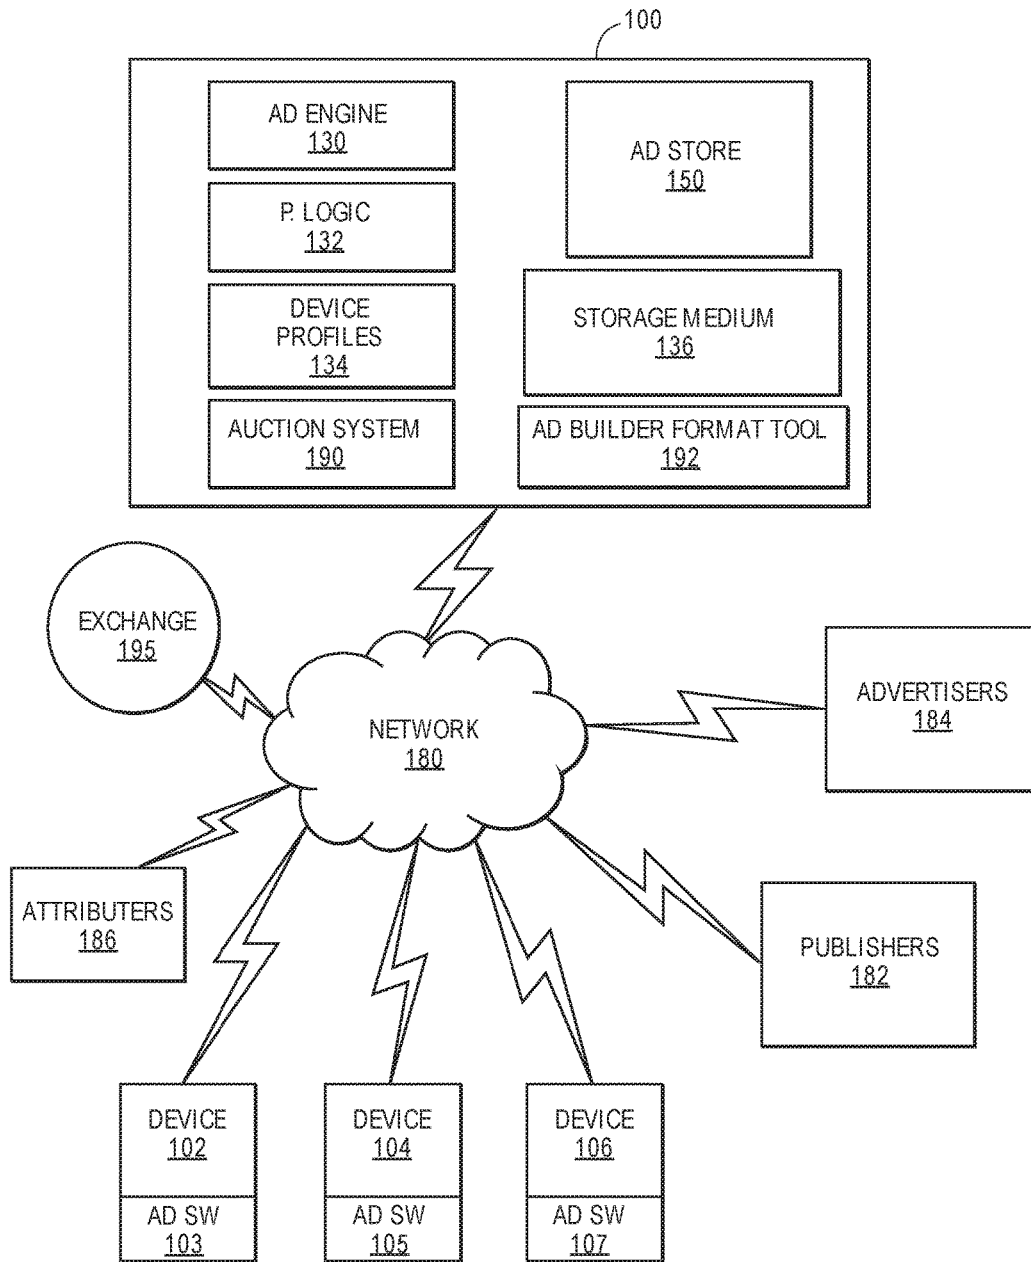 100
AD ENGINE
130
P. LOGIC
132
DEVICE
PROFILES
134
AUCTION SYSTEM
190
AD STORE
150
STORAGE MEDIUM
136
AD BUILDER FORMAT TOOL
192
EXCHANGE
195
NETWORK
180
ADVERTISERS
184
ATTRIBUTERS
186
PUBLISHERS
182
DEVICE
102
AD SW
103
DEVICE
104
AD SW
105
DEVICE
106
AD SW
107